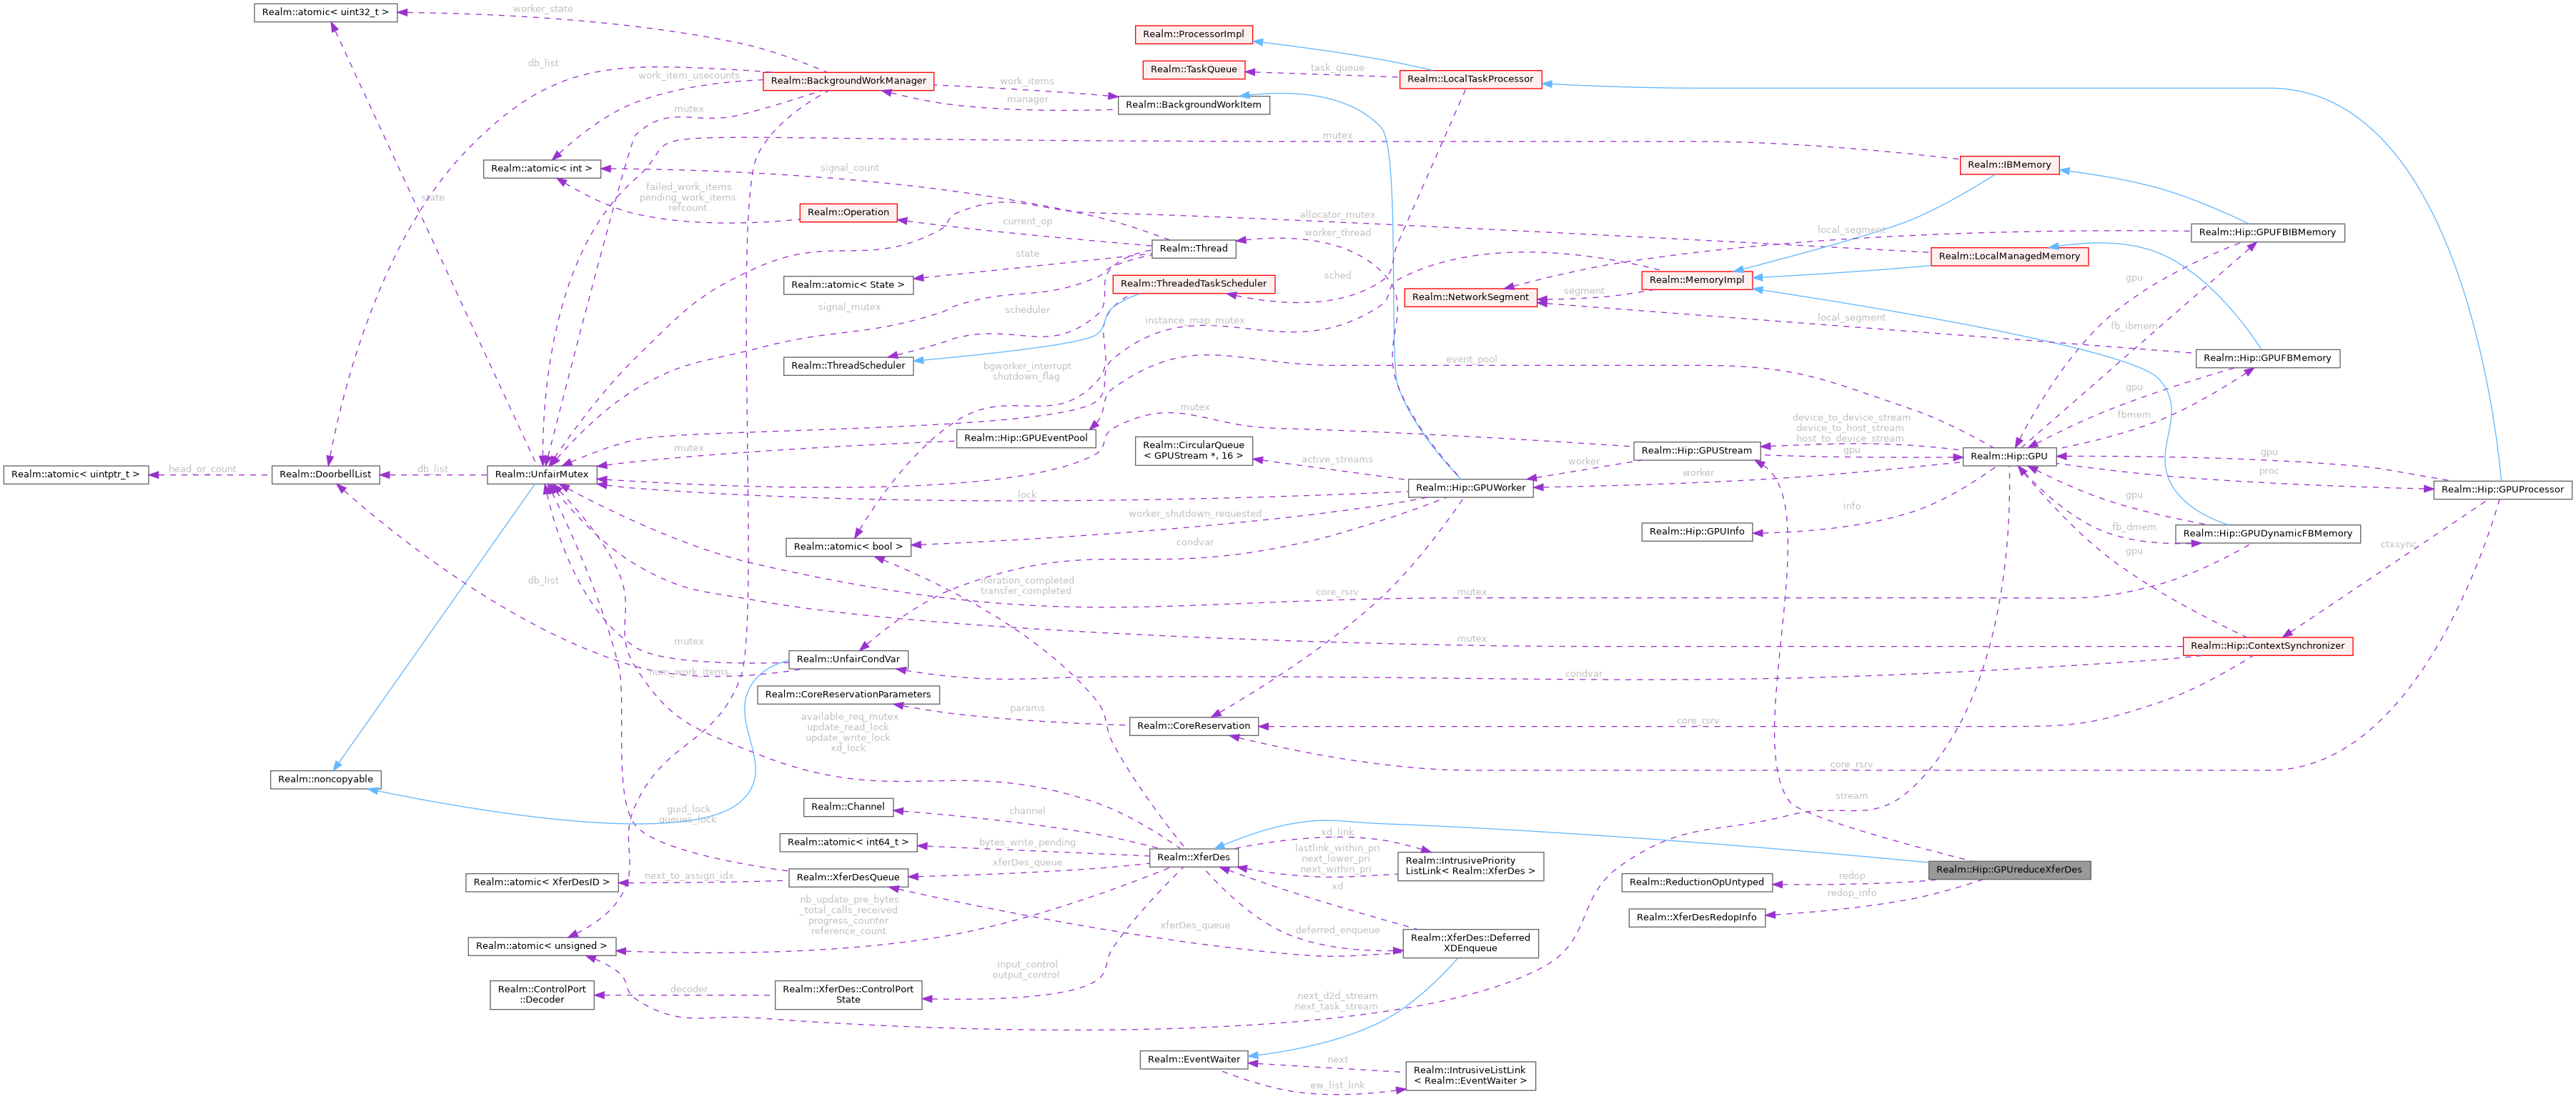 Realm::atomic< uint32_t >
worker_state
Realm::ProcessorImpl
Realm::TaskQueue
task_queue
Realm::LocalTaskProcessor
db_list
work_item_usecounts
Realm::BackgroundWorkManager
work_items
manager
Realm::BackgroundWorkItem
mutex
mutex
Realm::IBMemory
Realm::atomic< int >
signal_count
state
failed_work_items
pending_work_items
refcount
Realm::Operation
current_op
allocator_mutex
worker_thread
local_segment
Realm::Hip::GPUFBIBMemory
Realm::Thread
state
Realm::LocalManagedMemory
Realm::atomic< State >
Realm::ThreadedTaskScheduler
sched
segment
Realm::MemoryImpl
gpu
Realm::NetworkSegment
signal_mutex
scheduler
instance_map_mutex
local_segment
fb_ibmem
Realm::ThreadScheduler
bgworker_interrupt
shutdown_flag
event_pool
Realm::Hip::GPUFBMemory
gpu
mutex
device_to_device_stream
device_to_host_stream
host_to_device_stream
fbmem
Realm::Hip::GPUEventPool
mutex
Realm::CircularQueue
< GPUStream *, 16 >
active_streams
Realm::Hip::GPUStream
gpu
Realm::Hip::GPU
gpu
proc
Realm::atomic< uintptr_t >
head_or_count
Realm::DoorbellList
db_list
Realm::UnfairMutex
worker
worker
lock
Realm::Hip::GPUWorker
Realm::Hip::GPUProcessor
gpu
info
worker_shutdown_requested
Realm::Hip::GPUInfo
fb_dmem
Realm::Hip::GPUDynamicFBMemory
Realm::atomic< bool >
condvar
gpu
ctxsync
db_list
iteration_completed
transfer_completed
core_rsrv
mutex
mutex
mutex
Realm::Hip::ContextSynchronizer
Realm::UnfairCondVar
num_work_items
condvar
Realm::CoreReservationParameters
params
Realm::CoreReservation
core_rsrv
available_req_mutex
update_read_lock
update_write_lock
xd_lock
core_rsrv
Realm::noncopyable
stream
guid_lock
queues_lock
Realm::Channel
channel
Realm::atomic< int64_t >
bytes_write_pending
xd_link
Realm::XferDes
lastlink_within_pri
next_lower_pri
next_within_pri
Realm::IntrusivePriority
ListLink< Realm::XferDes >
xferDes_queue
Realm::Hip::GPUreduceXferDes
Realm::atomic< XferDesID >
next_to_assign_idx
Realm::XferDesQueue
xd
Realm::ReductionOpUntyped
redop
redop_info
nb_update_pre_bytes
_total_calls_received
progress_counter
reference_count
Realm::XferDesRedopInfo
xferDes_queue
deferred_enqueue
Realm::XferDes::Deferred
XDEnqueue
Realm::atomic< unsigned >
input_control
output_control
Realm::ControlPort
::Decoder
decoder
Realm::XferDes::ControlPort
State
next_d2d_stream
next_task_stream
Realm::EventWaiter
next
ew_list_link
Realm::IntrusiveListLink
< Realm::EventWaiter >